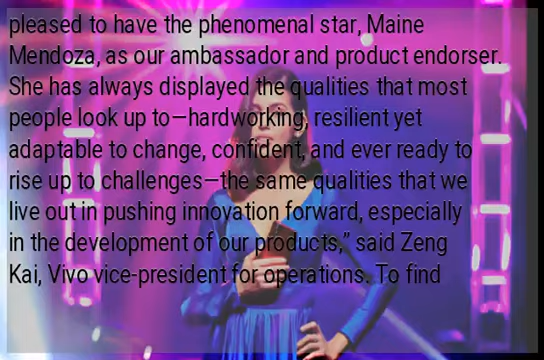 pleased to have the phenomenal star, Maine
Mendoza, as our ambassador and product endorser.
She has always displayed the qualities that most
people look up to—hardworking, resilient yet
adaptable to change, confident, and ever ready to
rise up to challenges—the same qualities that we
live out in pushing innovation forward, especially
in the development of our products,” said Zeng
Kai, Vivo vice-president for operations. To find